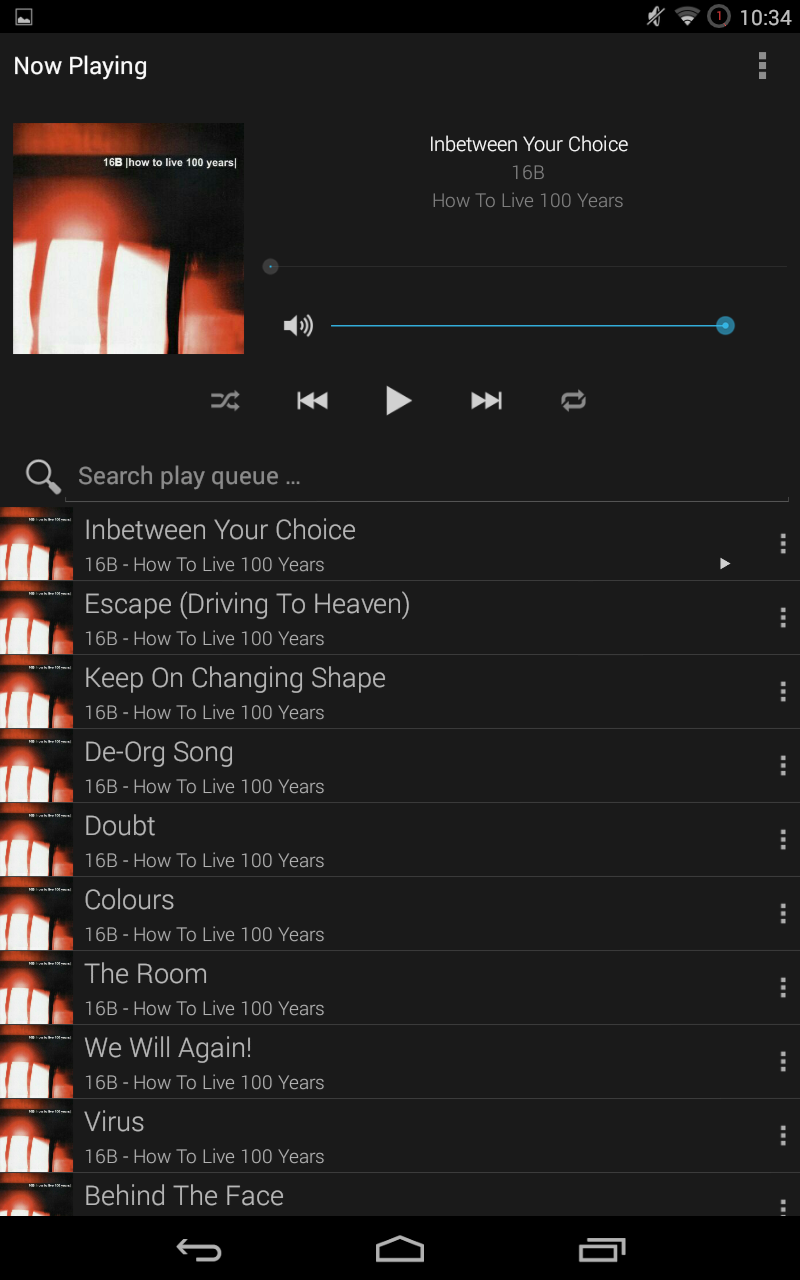 1 10:34
Now Playing
16B |how to live 100 years|
Inbetween Your Choice
16B
How To Live 100 Years
Search play queue ...
Inbetween Your Choice
16B - How To Live 100 Years
Escape (Driving To Heaven)
16B - How To Live 100 Years
Keep On Changing Shape
16B - How To Live 100 Years
De-Org Song
16B - How To Live 100 Years
Doubt
16B - How To Live 100 Years
Colours
16B - How To Live 100 Years
The Room
16B - How To Live 100 Years
We Will Again!
16B - How To Live 100 Years
Virus
16B - How To Live 100 Years
Behind The Face